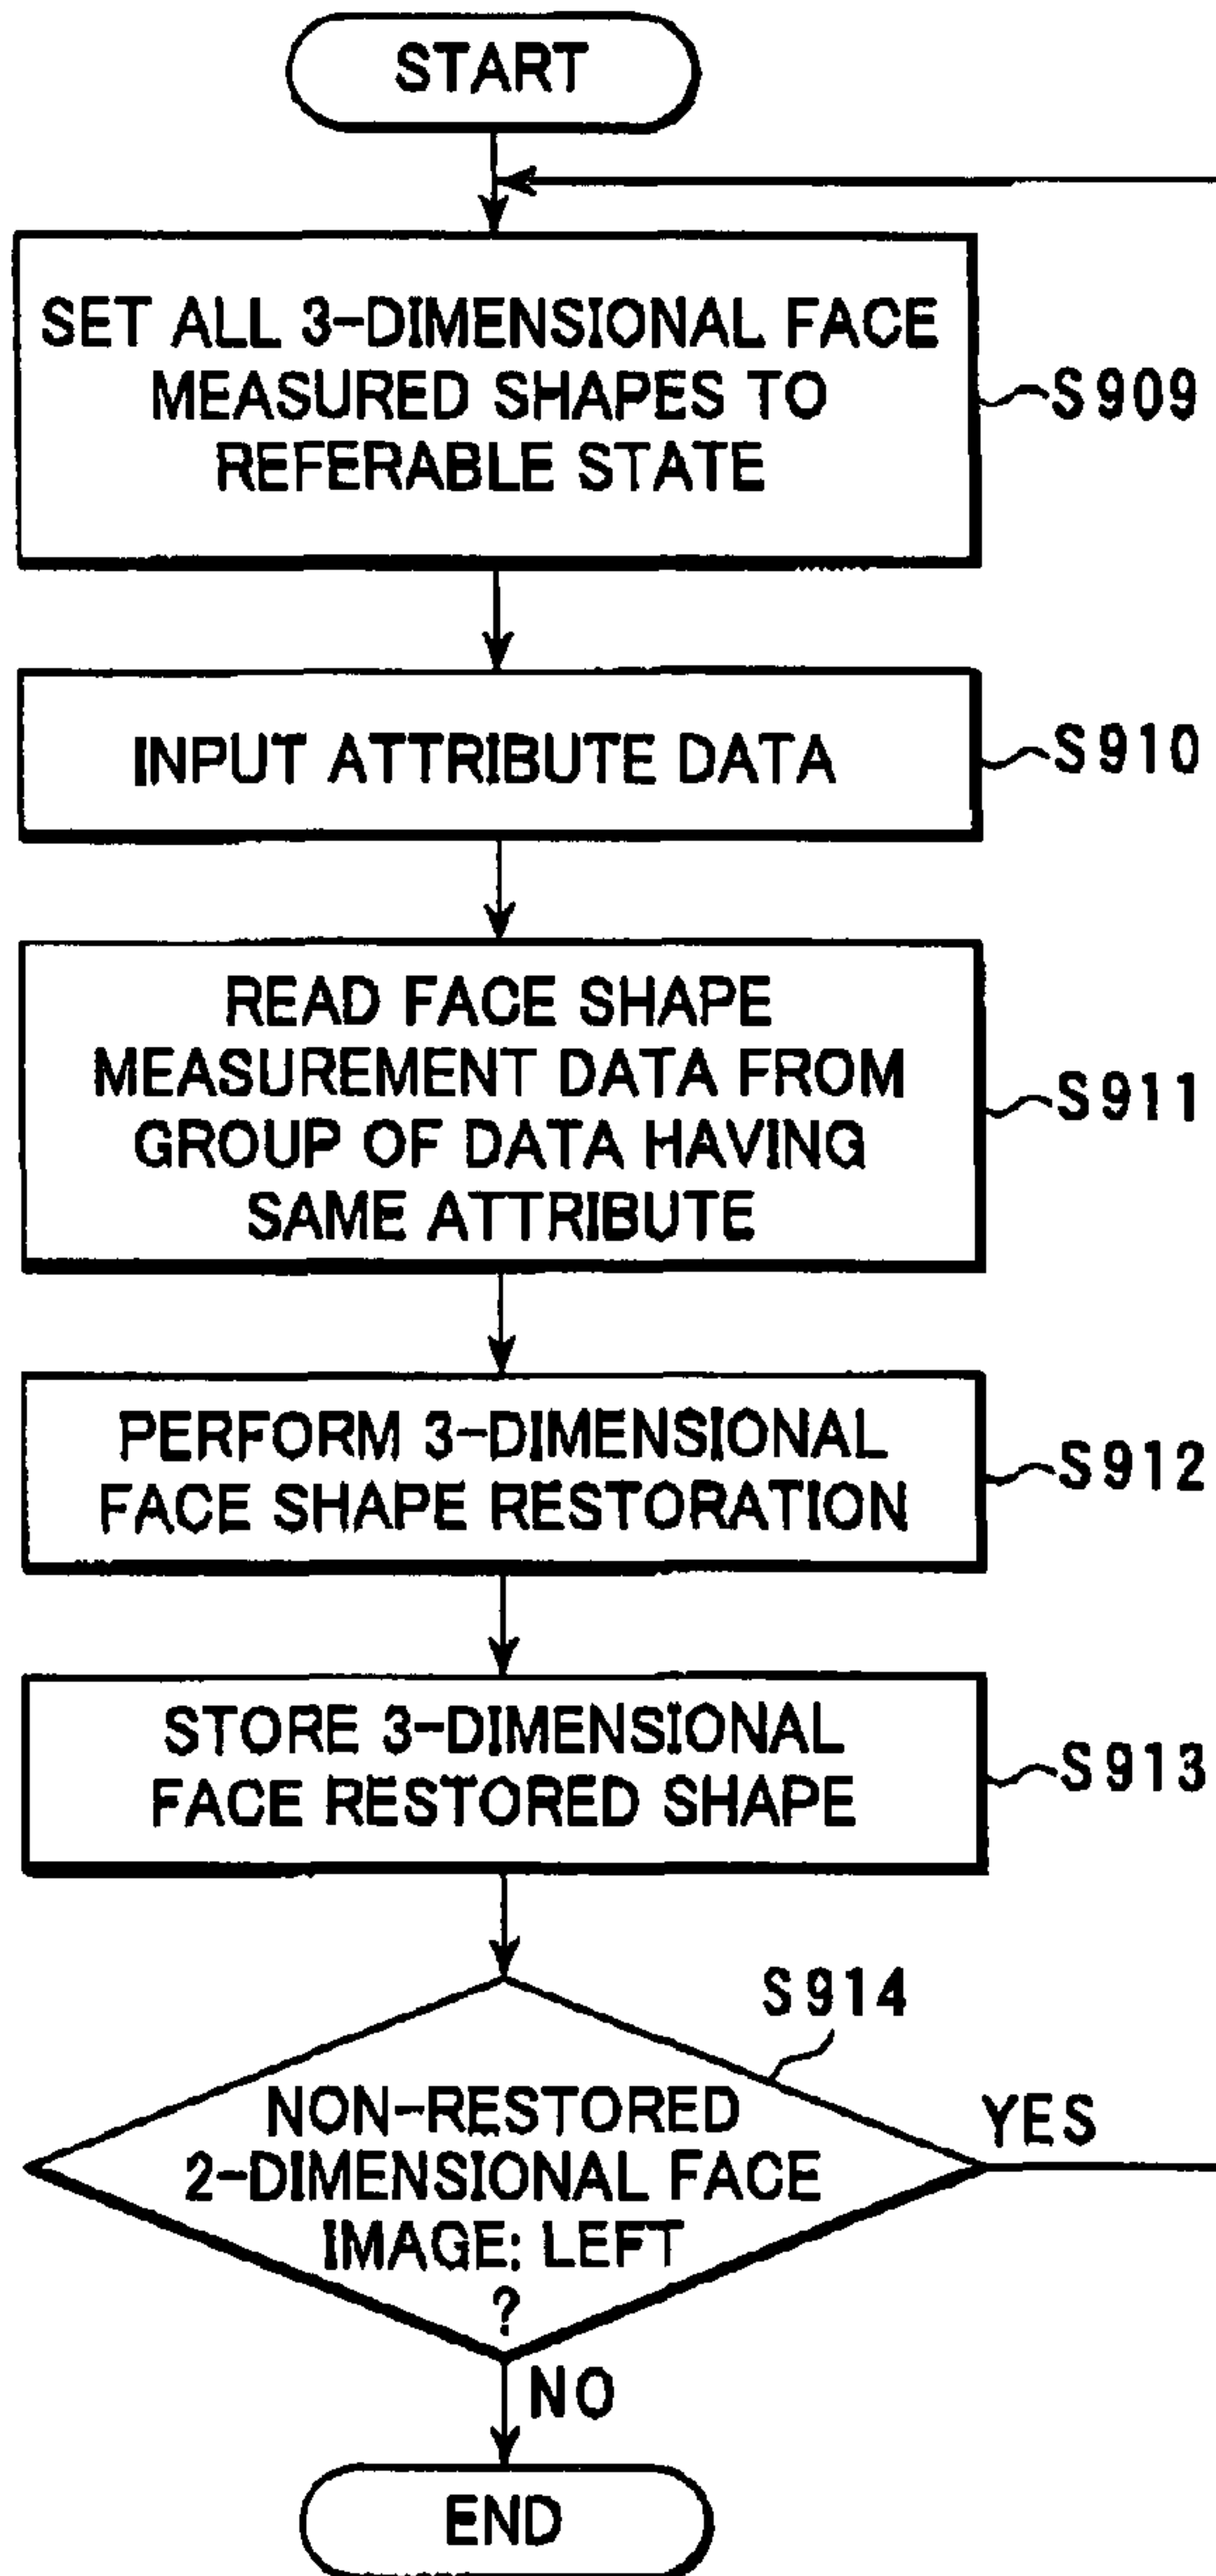 START
SET ALL 3-DIMENSIONAL FACE
MEASURED SHAPES TO
REFERABLE STATE
S909
INPUT ATTRIBUTE DATA
S910
READ FACE SHAPE
MEASUREMENT DATA FROM
GROUP OF DATA HAVING
SAME ATTRIBUTE
S911
PERFORM 3-DIMENSIONAL
FACE SHAPE RESTORATION
S912
STORE 3-DIMENSIONAL
FACE RESTORED SHAPE
S913
S914
NON-RESTORED
2-DIMENSIONAL FACE
IMAGE: LEFT
?
YES
NO
END